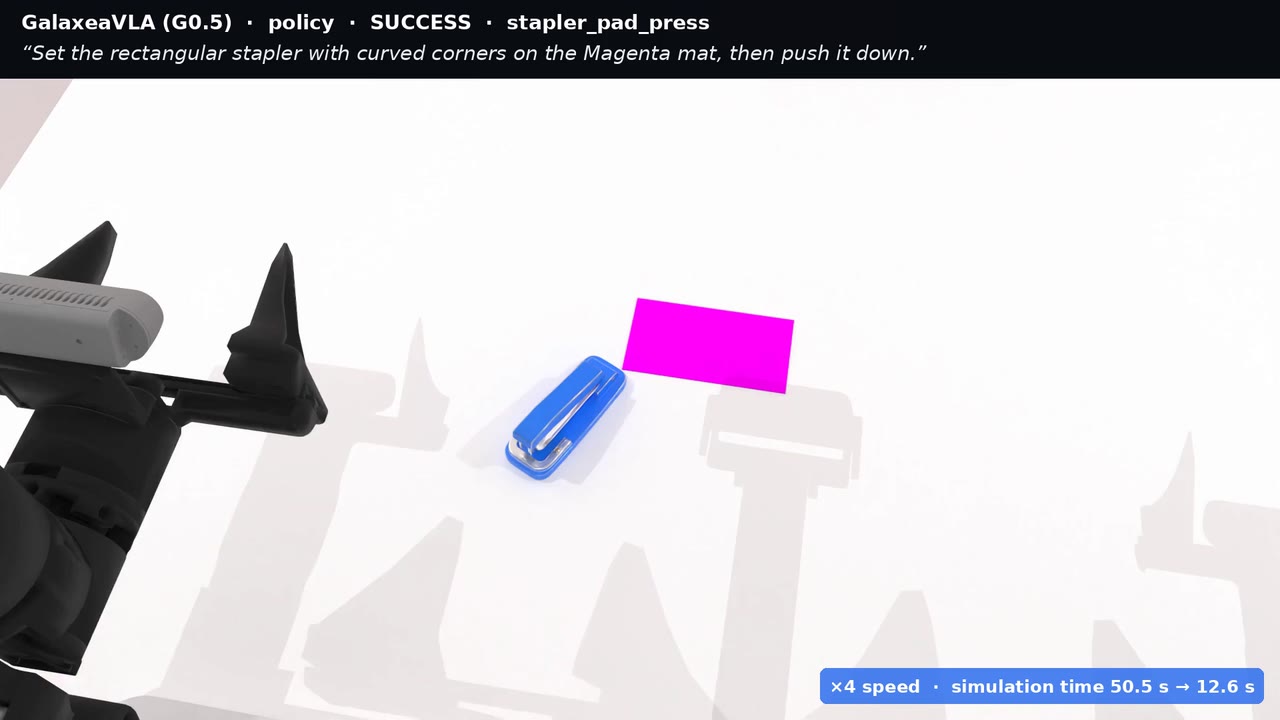 GalaxeaVLA (G0.5)  ·  policy  ·  SUCCESS  ·  stapler_pad_press
“Set the rectangular stapler with curved corners on the Magenta mat, then push it down.”
×4 speed  ·  simulation time 50.5 s → 12.6 s